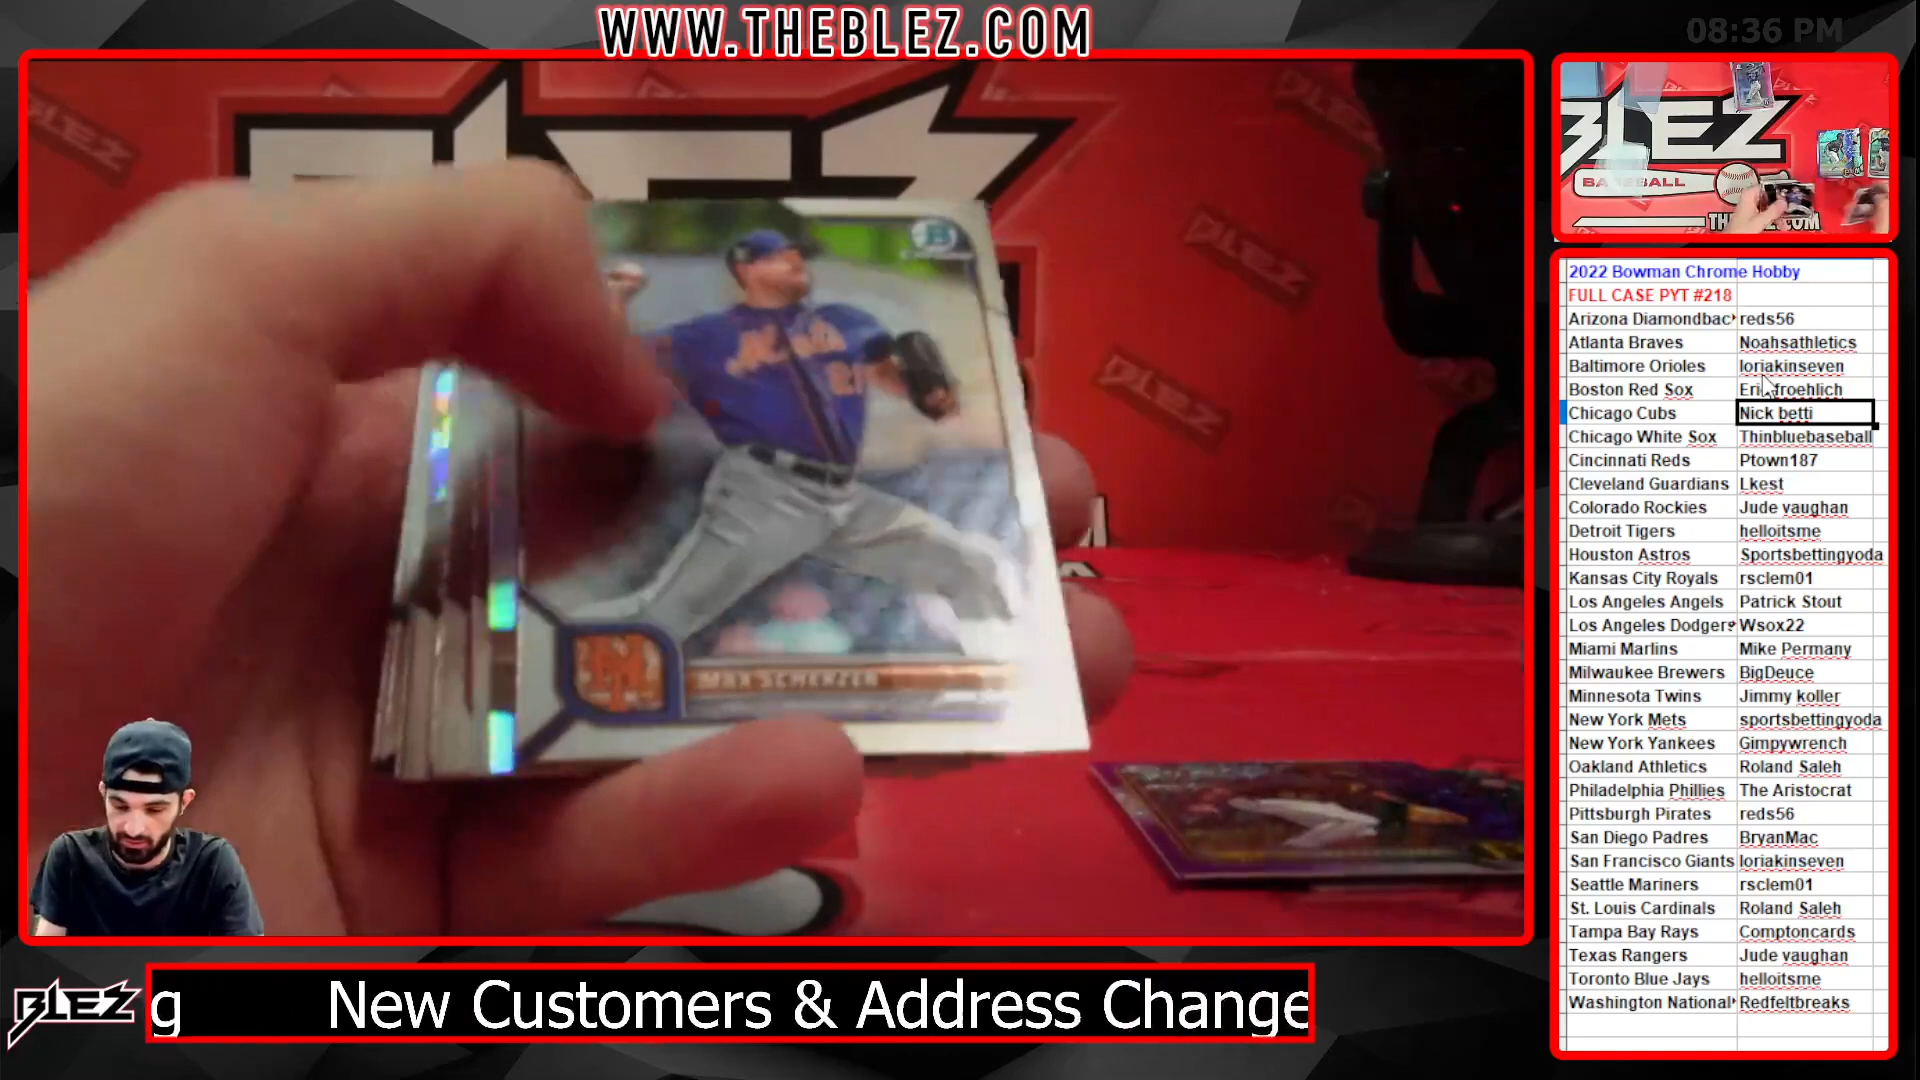 WWW.THEBLEZ.COM
08:36 PM
BLEZ
BLEZ
BLEZ
BLEZ
MAX SCHERZER
LEZ
BASEBALL
2022 Bowman Chrome Hobby
FULL CASE PYT #218
Arizona Diamondbac reds56
Atlanta Braves Noahsathletics
Baltimore Orioles loriakinseven
Boston Red Sox Eric froehlich
Chicago Cubs Nick betti
Chicago White Sox Thinbluebaseball
Cincinnati Reds Ptown187
Cleveland Guardians Lkest
Colorado Rockies Jude vaughan
Detroit Tigers helloitsme
Houston Astros Sportsbettingyoda
Kansas City Royals rsclem01
Los Angeles Angels Patrick Stout
Los Angeles Dodgers Wsox22
Miami Marlins Mike Permany
Milwaukee Brewers BigDeuce
Minnesota Twins Jimmy koller
New York Mets sportsbettingyoda
New York Yankees Gimpywrench
Oakland Athletics Roland Saleh
Philadelphia Phillies The Aristocrat
Pittsburgh Pirates reds56
San Diego Padres BryanMac
San Francisco Giants loriakinseven
Seattle Mariners rsclem01
St. Louis Cardinals Roland Saleh
Tampa Bay Rays Comptoncards
Texas Rangers Jude vaughan
Toronto Blue Jays helloitsme
Washington National Redfeltbreaks
BLEZ
g New Customers & Address Change